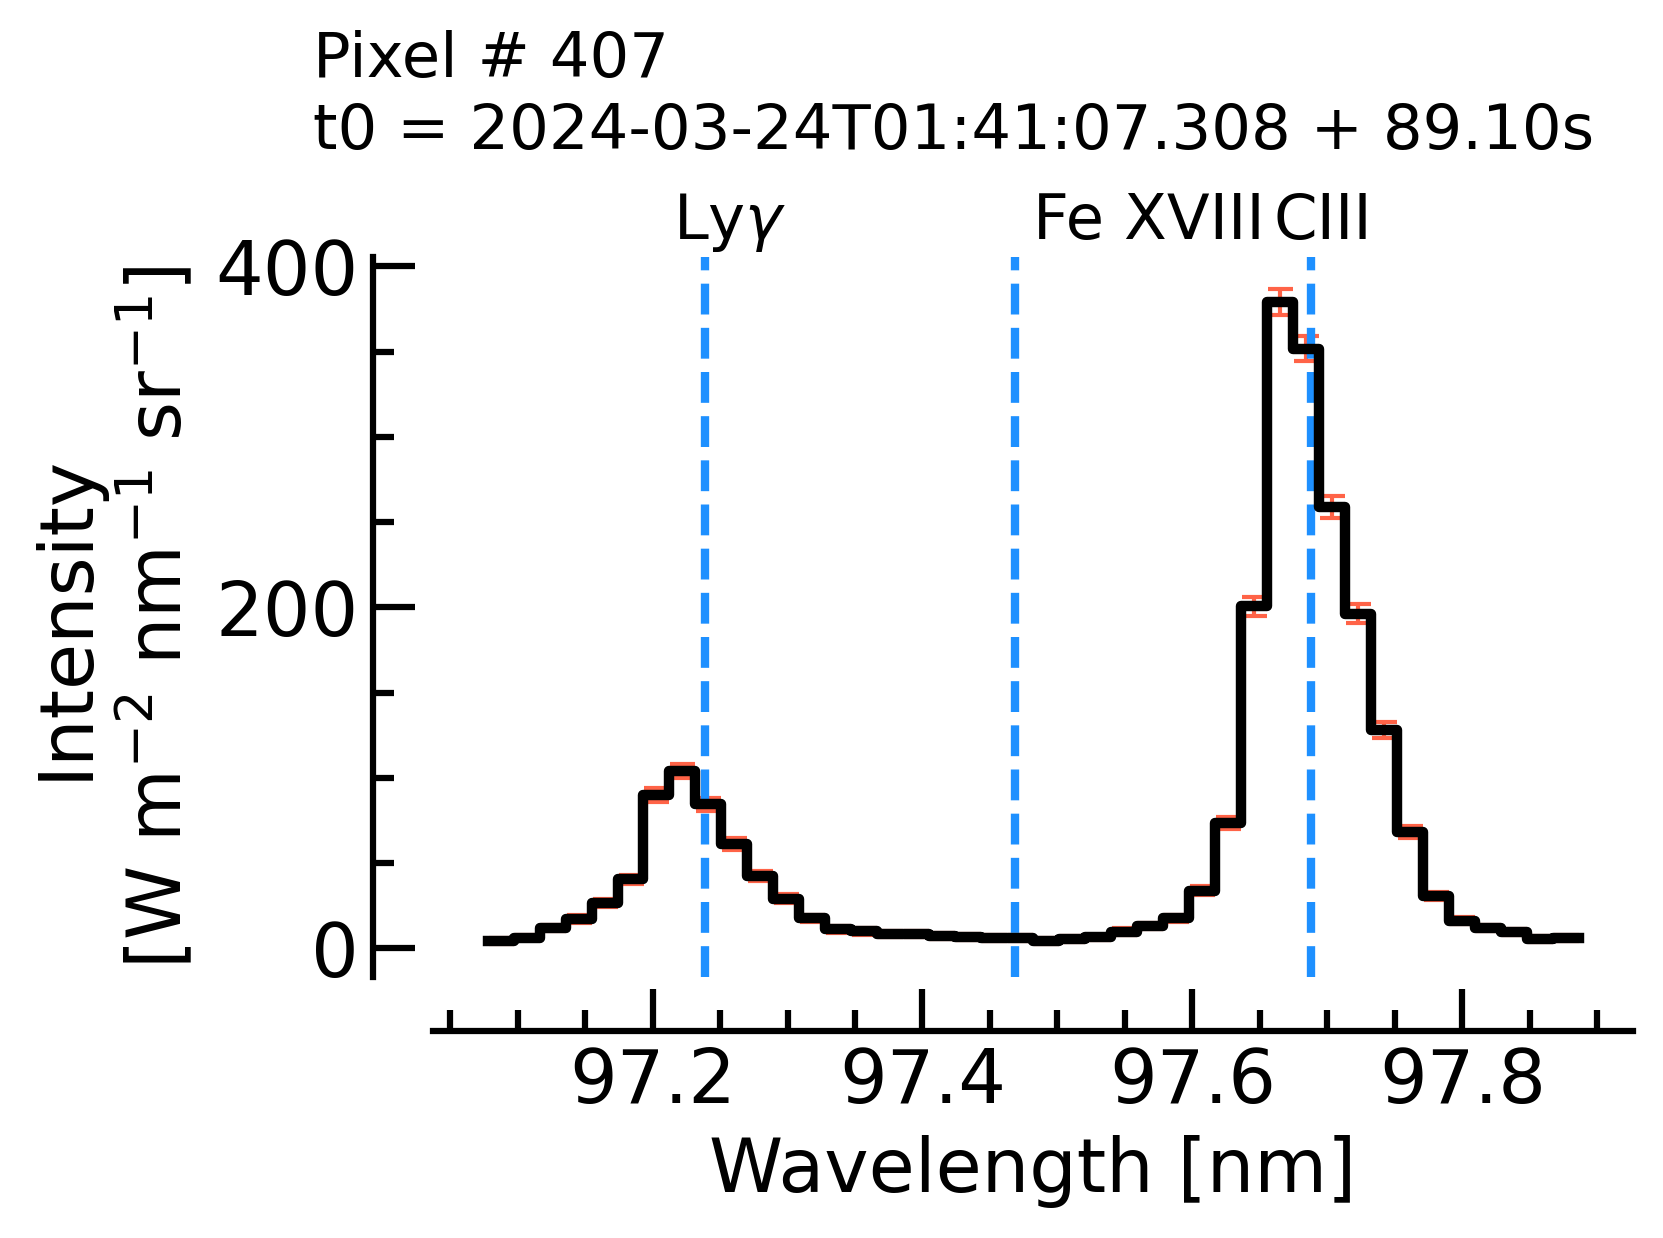 Pixel # 407
t0 = 2024-03-24T01:41:07.308 + 89.10s
Lyγ Fe XVIII CIII
400
200
0
Intensity
[W m⁻² nm⁻¹ sr⁻¹]
97.2 97.4 97.6 97.8
Wavelength [nm]